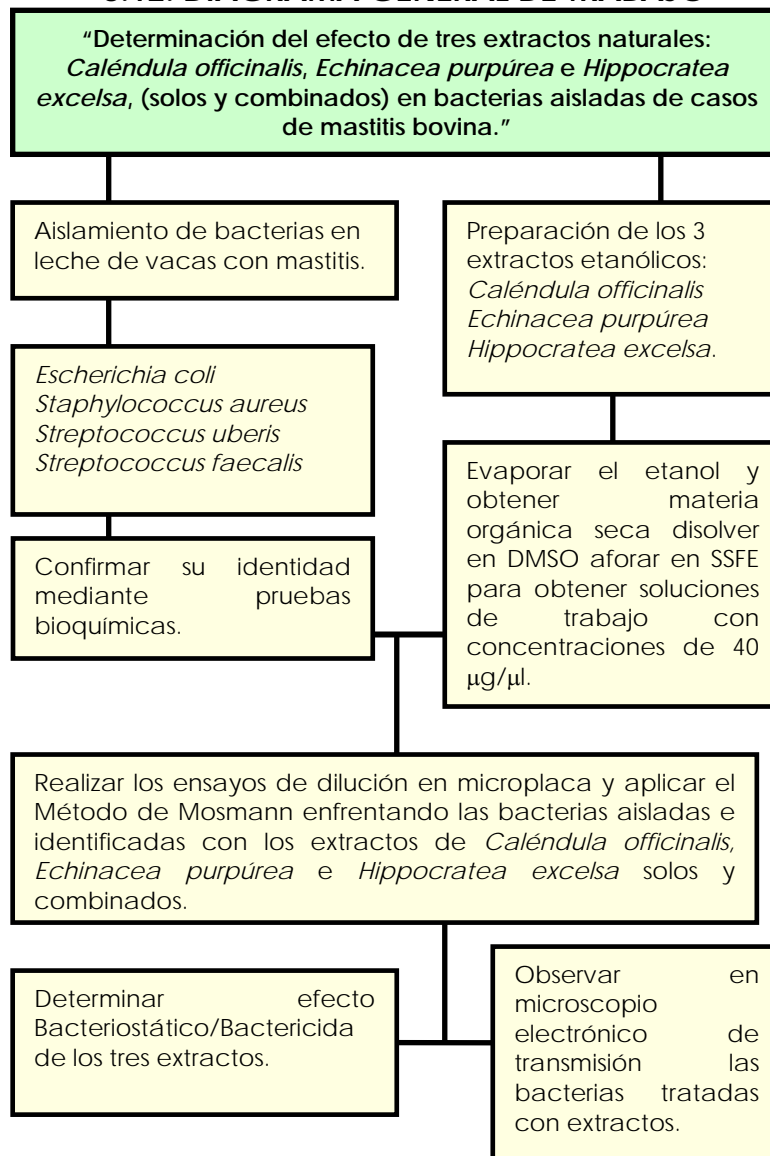 DIAGRAMA GENERAL DE TRABAJO
“Determinación del efecto de tres extractos naturales:
Caléndula officinalis, Echinacea purpúrea e Hippocratea
excelsa, (solos y combinados) en bacterias aisladas de casos
de mastitis bovina.”
Aislamiento de bacterias en
leche de vacas con mastitis.
Preparación de los 3
extractos etanólicos:
Caléndula officinalis
Echinacea purpúrea
Hippocratea excelsa.
Escherichia coli
Staphylococcus aureus
Streptococcus uberis
Streptococcus faecalis
Evaporar el etanol y
obtener materia
orgánica seca disolver
en DMSO aforar en SSFE
para obtener soluciones
de trabajo con
concentraciones de 40
µg/µl.
Confirmar su identidad
mediante pruebas
bioquímicas.
Realizar los ensayos de dilución en microplaca y aplicar el
Método de Mosmann enfrentando las bacterias aisladas e
identificadas con los extractos de Caléndula officinalis,
Echinacea purpúrea e Hippocratea excelsa solos y
combinados.
Determinar efecto
Bacteriostático/Bactericida
de los tres extractos.
Observar en
microscopio
electrónico de
transmisión las
bacterias tratadas
con extractos.